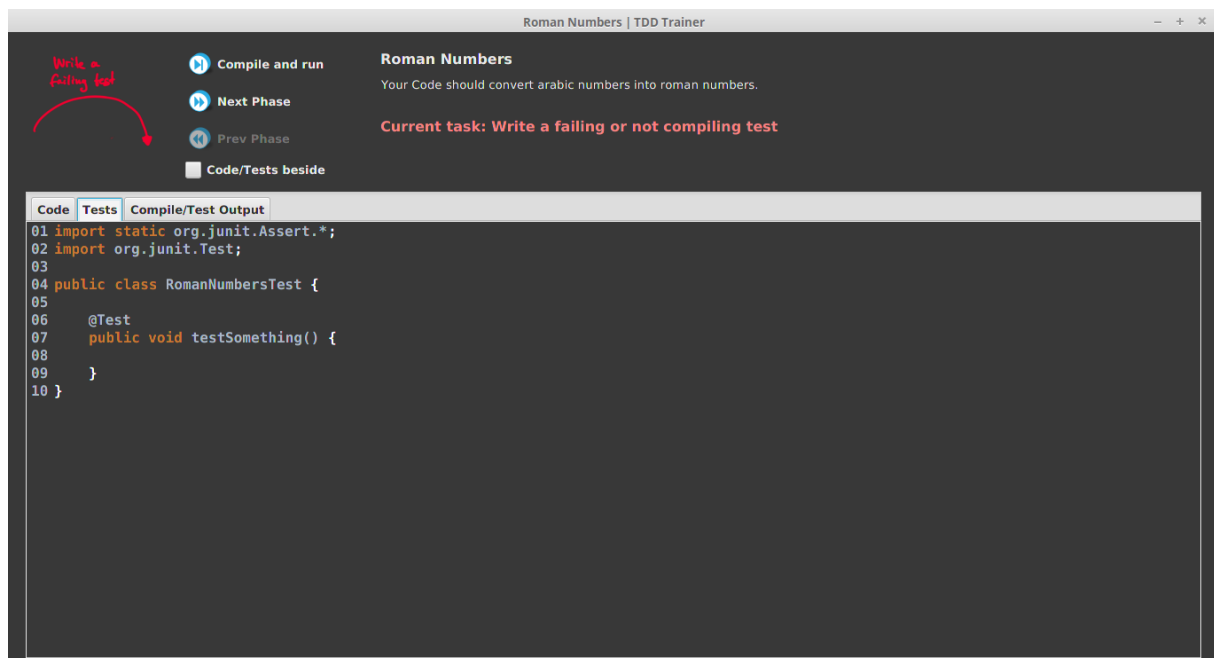 Roman Numbers | TDD Trainer
Write a
failing test
Compile and run
Next Phase
Prev Phase
Code/Tests beside
Roman Numbers
Your Code should convert arabic numbers into roman numbers.
Current task: Write a failing or not compiling test
Code Tests Compile/Test Output
01 import static org.junit.Assert.*;
02 import org.junit.Test;
03
04 public class RomanNumbersTest {
05
06     @Test
07     public void testSomething() {
08
09     }
10 }